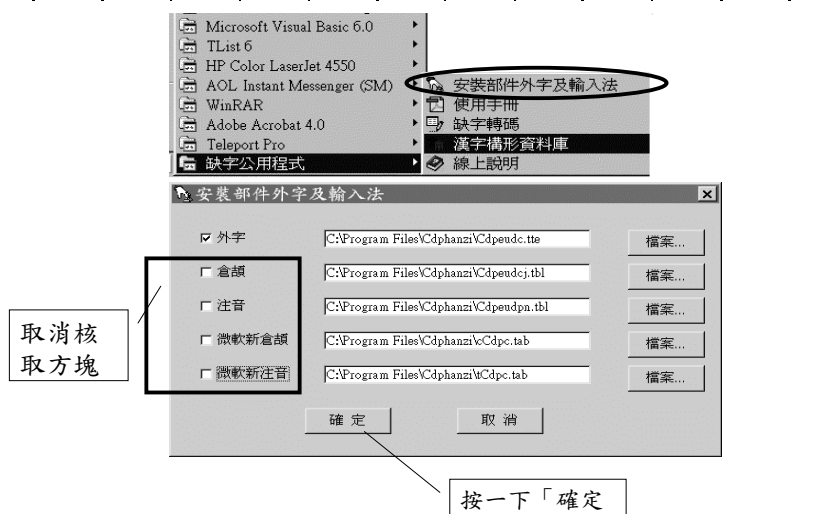 Microsoft Visual Basic 6.0
TList 6
HP Color LaserJet 4550
AOL Instant Messenger (SM)
WinRAR
Adobe Acrobat 4.0
Teleport Pro
缺字公用程式
安裝部件外字及輸入法
使用手冊
缺字轉碼
漢字構形資料庫
線上說明
安裝部件外字及輸入法
外字 C:\Program Files\Cdphanzi\Cdpeudc.tte 檔案...
倉頡 C:\Program Files\Cdphanzi\Cdpeudcj.tbl 檔案...
注音 C:\Program Files\Cdphanzi\Cdpeudpn.tbl 檔案...
微軟新倉頡 C:\Program Files\Cdphanzi\cCdpc.tab 檔案...
微軟新注音 C:\Program Files\Cdphanzi\tCdpc.tab 檔案...
取消核
取方塊
確定 取消
按一下「確定